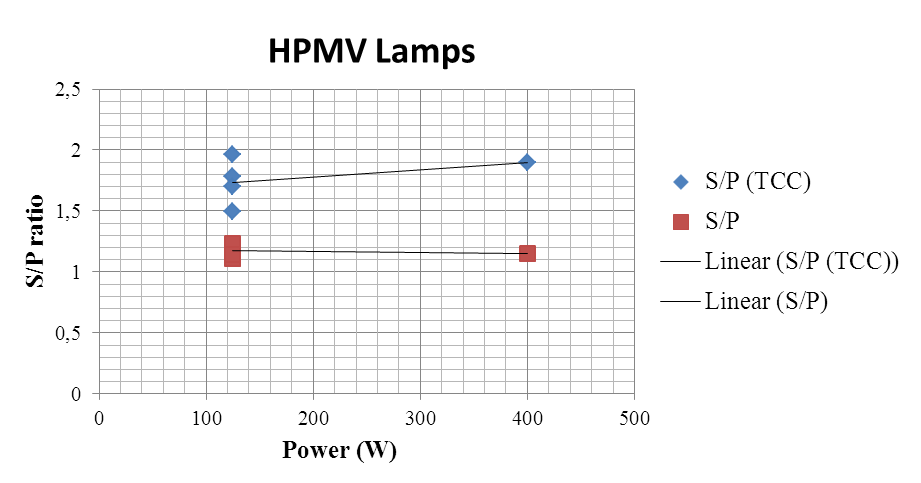 HPMV Lamps
2,5
2
1,5
1
0,5
0
0 100 200 300 400 500
S/P ratio
Power (W)
S/P (TCC)
S/P
Linear (S/P (TCC))
Linear (S/P)